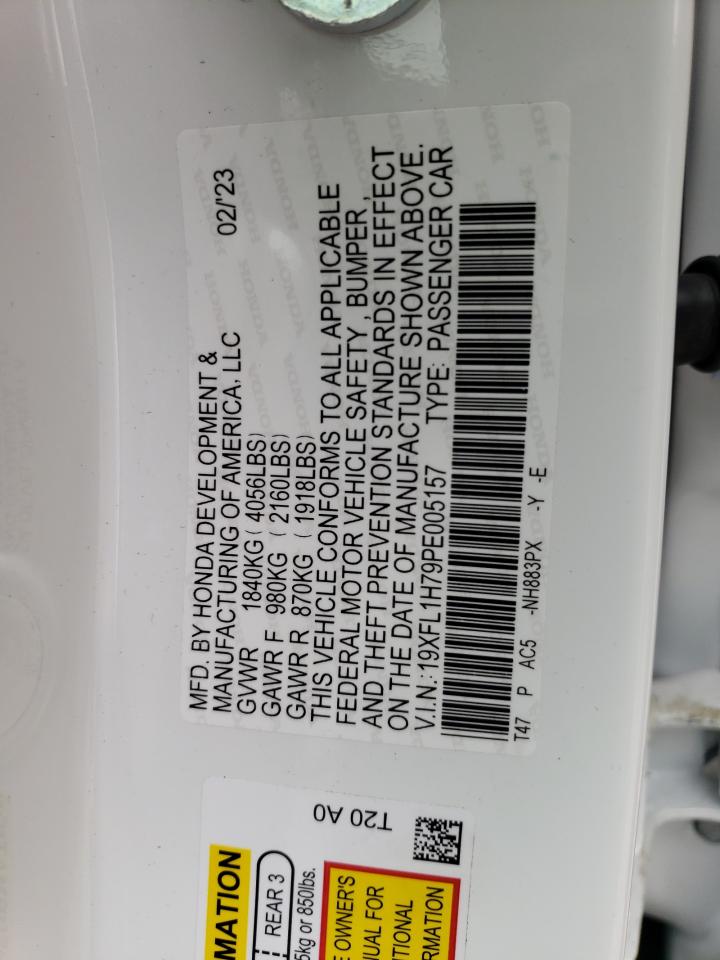 MFD. BY HONDA DEVELOPMENT &
MANUFACTURING OF AMERICA, LLC 02/'23
GVWR 1840KG ( 4056LBS)
GAWR F 980KG ( 2160LBS)
GAWR R 870KG ( 1918LBS)
THIS VEHICLE CONFORMS TO ALL APPLICABLE
FEDERAL MOTOR VEHICLE SAFETY , BUMPER ,
AND THEFT PREVENTION STANDARDS IN EFFECT
ON THE DATE OF MANUFACTURE SHOWN ABOVE.
V.I.N.:19XFL1H79PE005157 TYPE: PASSENGER CAR
T47 P AC5 -NH883PX -Y -E
T20 A0
MATION
REAR 3
5kg or 850lbs.
OWNER'S
FOR